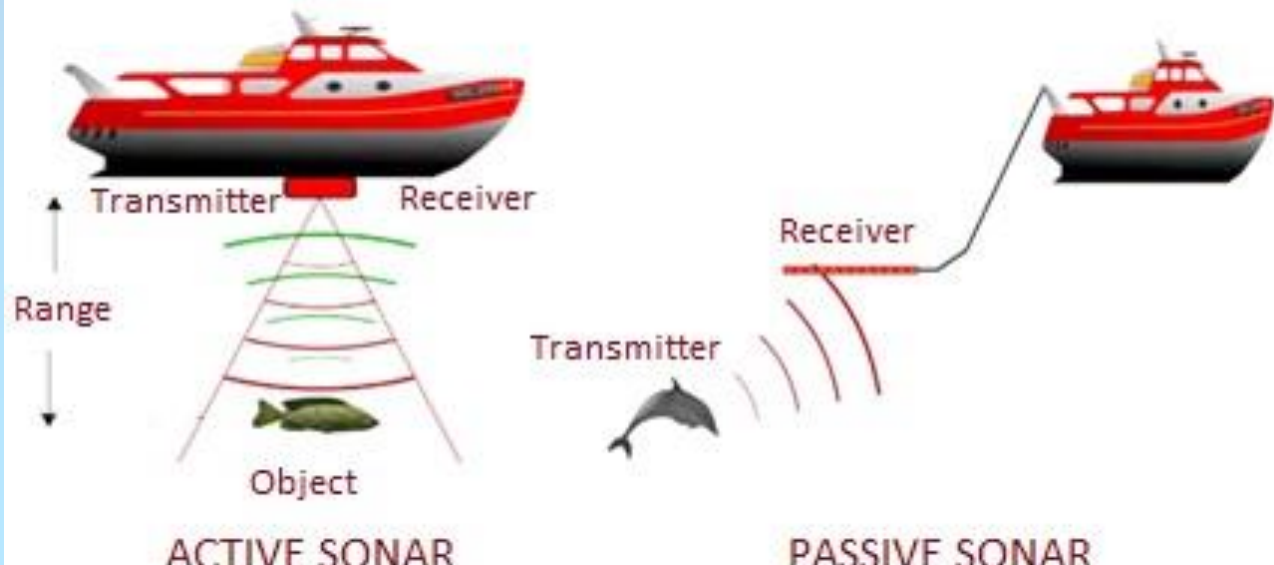 Transmitter
Receiver
Range
Object
ACTIVE SONAR
Receiver
Transmitter
PASSIVE SONAR